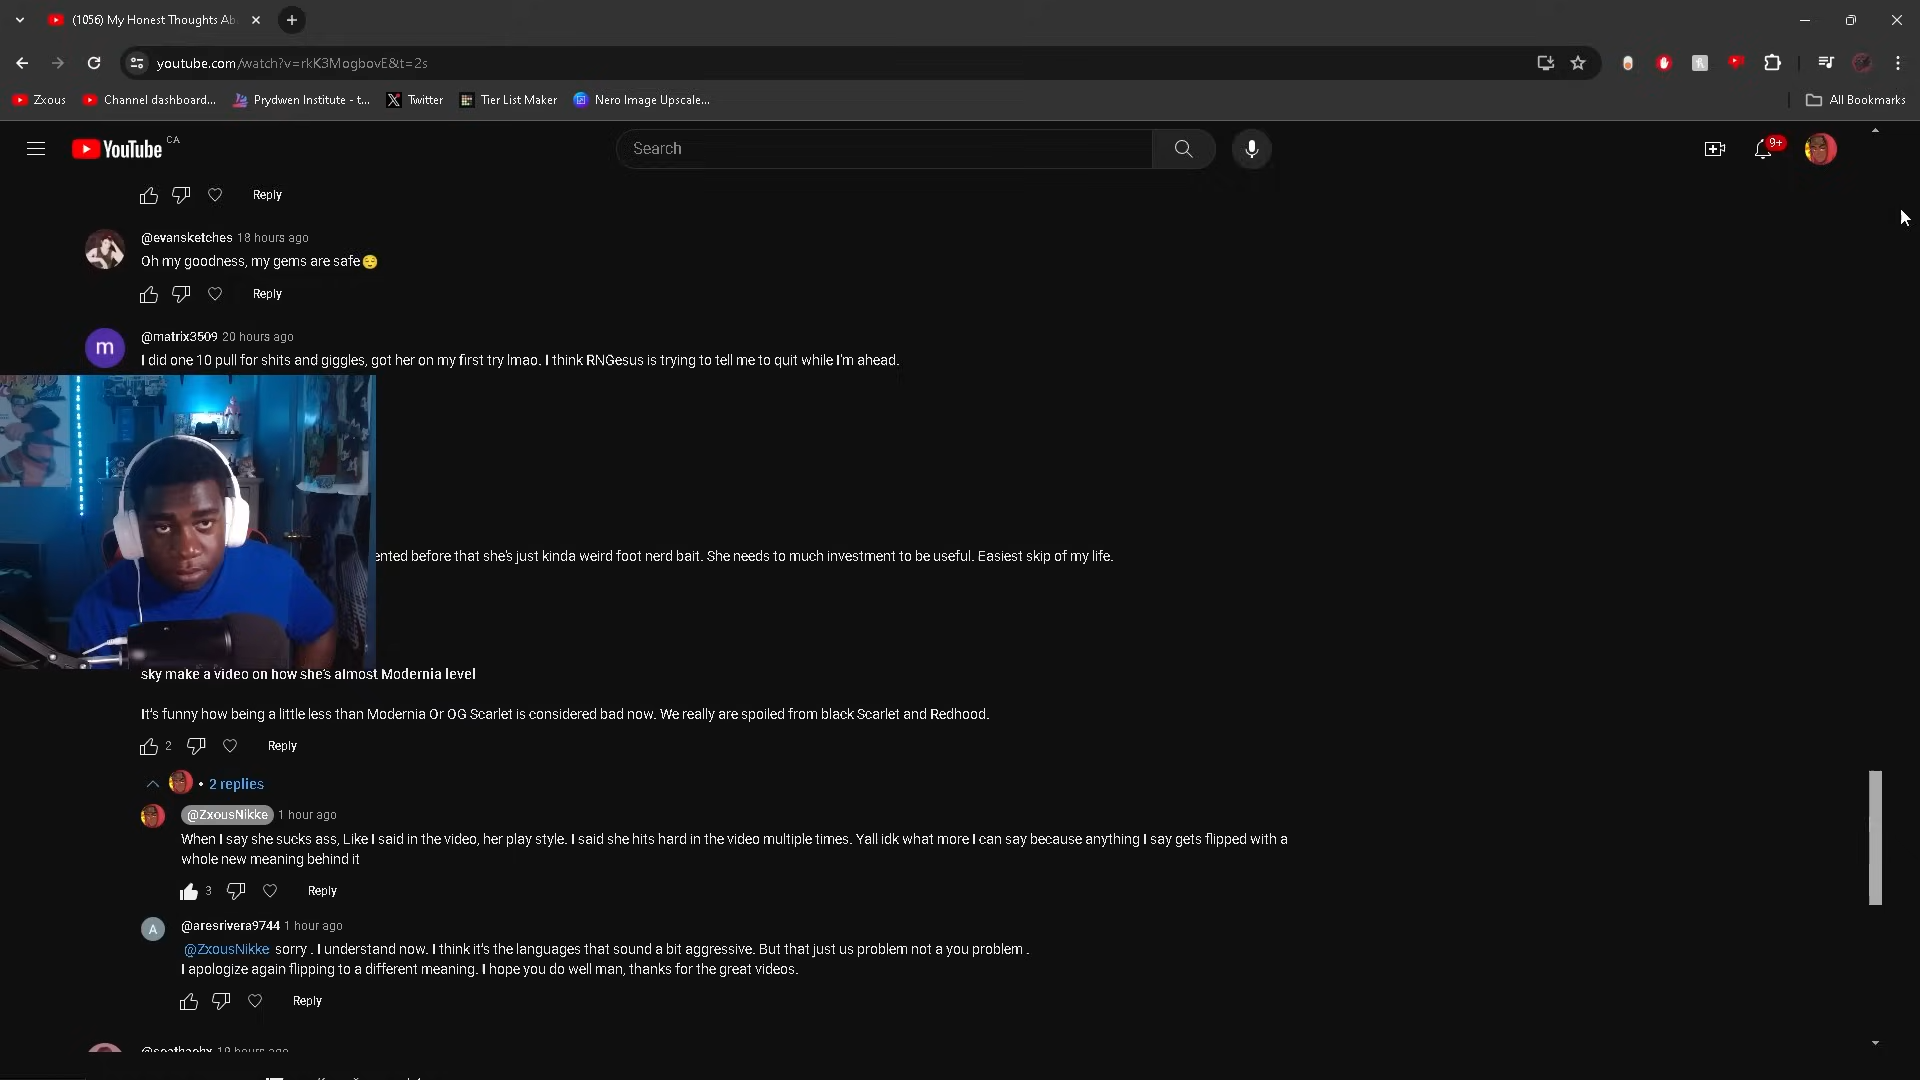 (1056) My Honest Thoughts Ab
youtube.com/watch?v=rkK3MogbovE&t=2s
Zxous
Channel dashboard...
Prydwen Institute - t...
Twitter
Tier List Maker
Nero Image Upscale...
All Bookmarks
YouTube CA
Search
9+
Reply
@evansketches 18 hours ago
Oh my goodness, my gems are safe😌
Reply
@matrix3509 20 hours ago
m
I did one 10 pull for shits and giggles, got her on my first try lmao. I think RNGesus is trying to tell me to quit while I'm ahead.
ented before that she's just kinda weird foot nerd bait. She needs to much investment to be useful. Easiest skip of my life.
sky make a video on how she's almost Modernia level
It's funny how being a little less than Modernia Or OG Scarlet is considered bad now. We really are spoiled from black Scarlet and Redhood.
2 Reply
• 2 replies
@ZxousNikke 1 hour ago
When I say she sucks ass, Like I said in the video, her play style. I said she hits hard in the video multiple times. Yall idk what more I can say because anything I say gets flipped with a
whole new meaning behind it
3 Reply
@aresrivera9744 1 hour ago
A
@ZxousNikke sorry . I understand now. I think it's the languages that sound a bit aggressive. But that just us problem not a you problem .
I apologize again flipping to a different meaning. I hope you do well man, thanks for the great videos.
Reply
19 hours ago